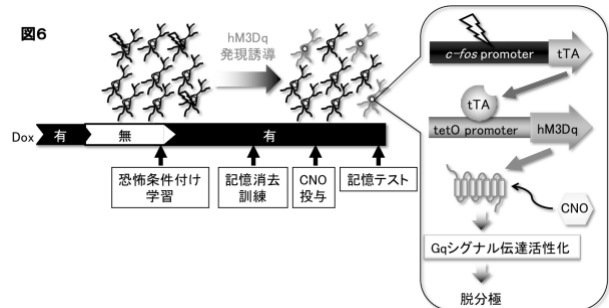 図6
hM3Dq
発現誘導
Dox 有 無 有
恐怖条件付け
学習
記憶消去
訓練
CNO
投与
記憶テスト
c-fos promoter tTA
tTA
tetO promoter hM3Dq
CNO
Gqシグナル伝達活性化
脱分極